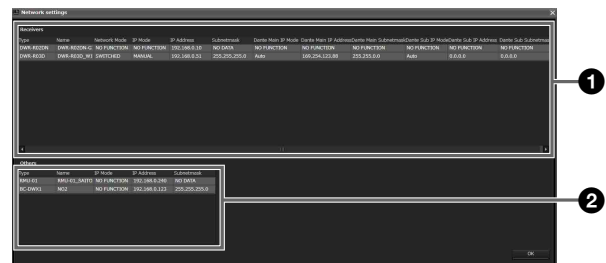 Network settings
Receivers
Type Name Network Mode IP Mode IP Address Subnetmask Dante Main IP Mode Dante Main IP Address Dante Main Subnetmask Dante Sub IP Mode Dante Sub IP Address Dante Sub Subnetmas
DWR-R02DN DWR-R02DN-G NO FUNCTION NO FUNCTION 192.168.0.10 NO DATA NO FUNCTION NO FUNCTION NO FUNCTION NO FUNCTION NO FUNCTION NO FUNCTION
DWR-R03D DWR-R03D_W1 SWITCHED MANUAL 192.168.0.51 255.255.255.0 Auto 169.254.123.88 255.255.0.0 Auto 0.0.0.0 0.0.0.0
1
Others
Type Name IP Mode IP Address Subnetmask
RMU-01 RMU-01_SAITO NO FUNCTION 192.168.0.240 NO DATA
BC-DWX1 NO2 NO FUNCTION 192.168.0.123 255.255.255.0
2
OK